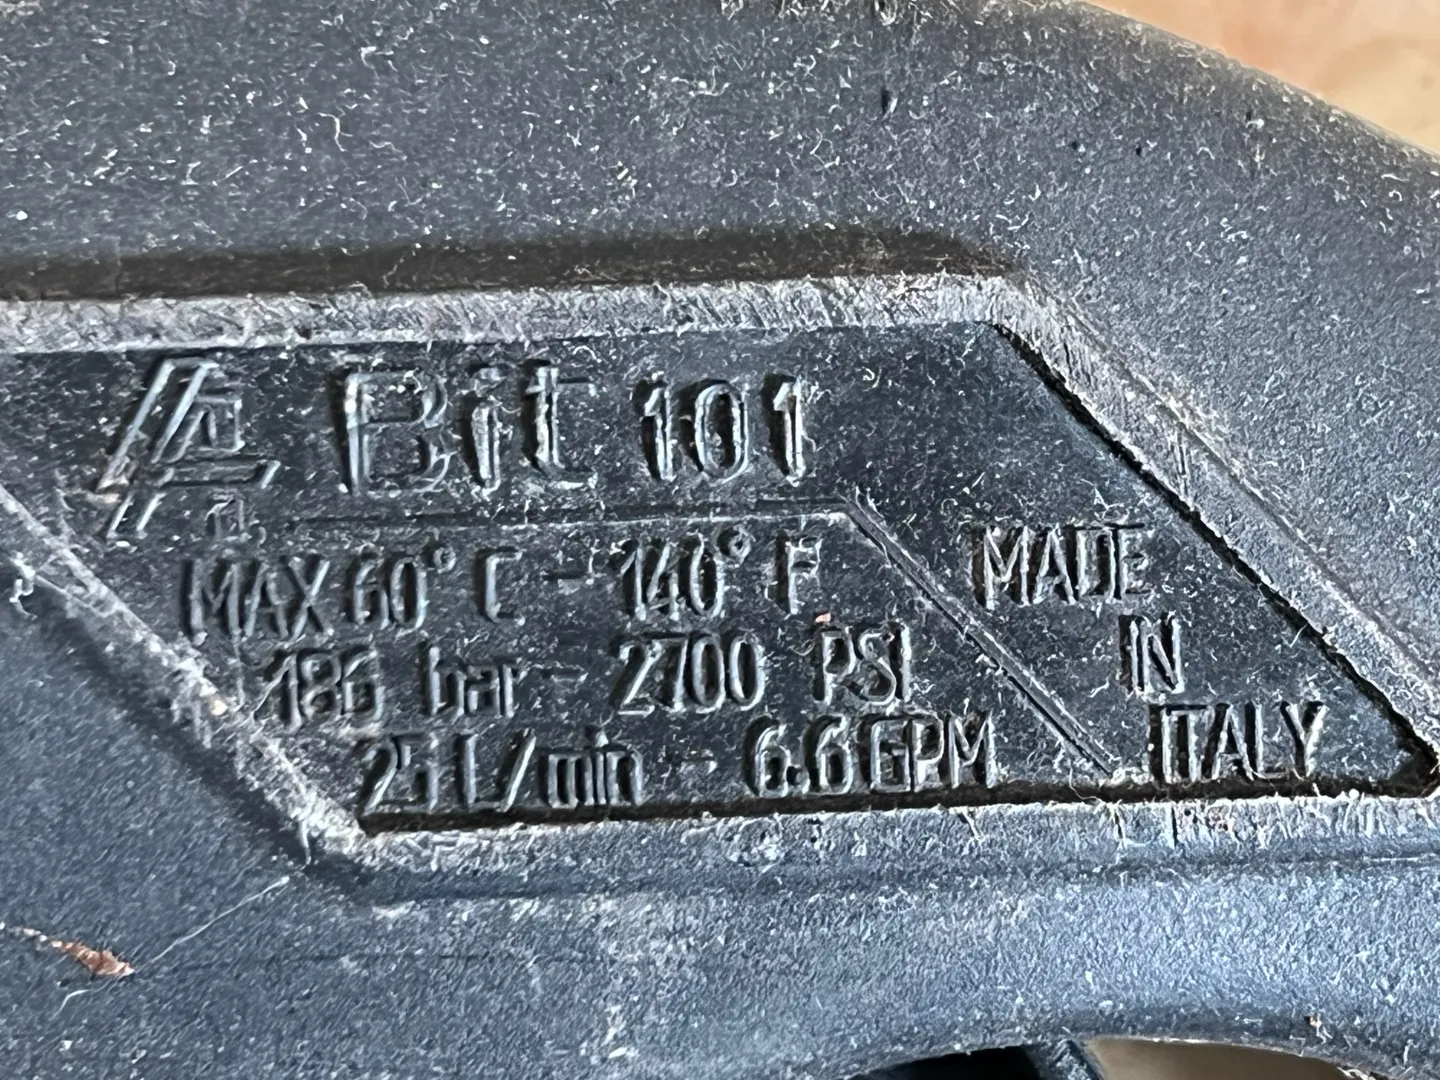 Bit 101
MAX 60° C - 140° F
186 bar - 2700 PSI
25 L/min - 6.6 GPM
MADE
IN
ITALY